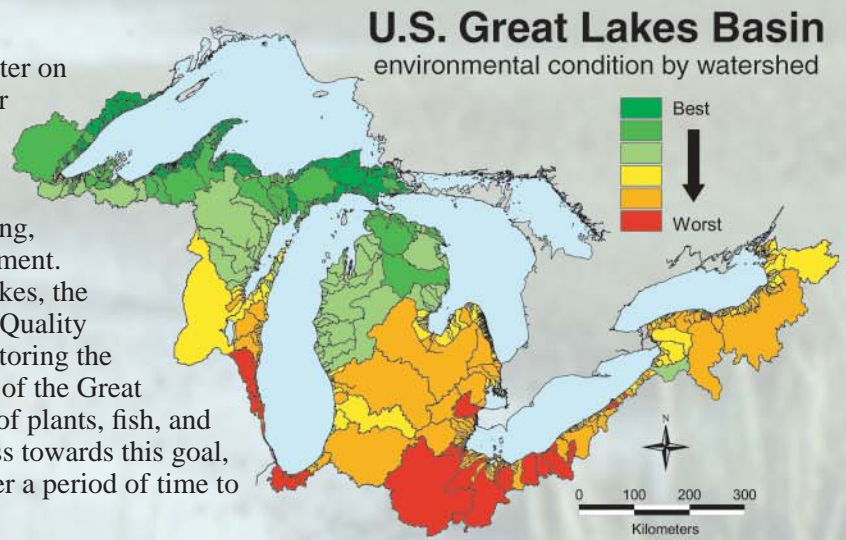 ter on
r
ng,
ment.
kes, the
Quality
toring the
of the Great
of plants, fish, and
ss towards this goal,
er a period of time to
U.S. Great Lakes Basin
environmental condition by watershed
Best
Worst
N
0 100 200 300
Kilometers